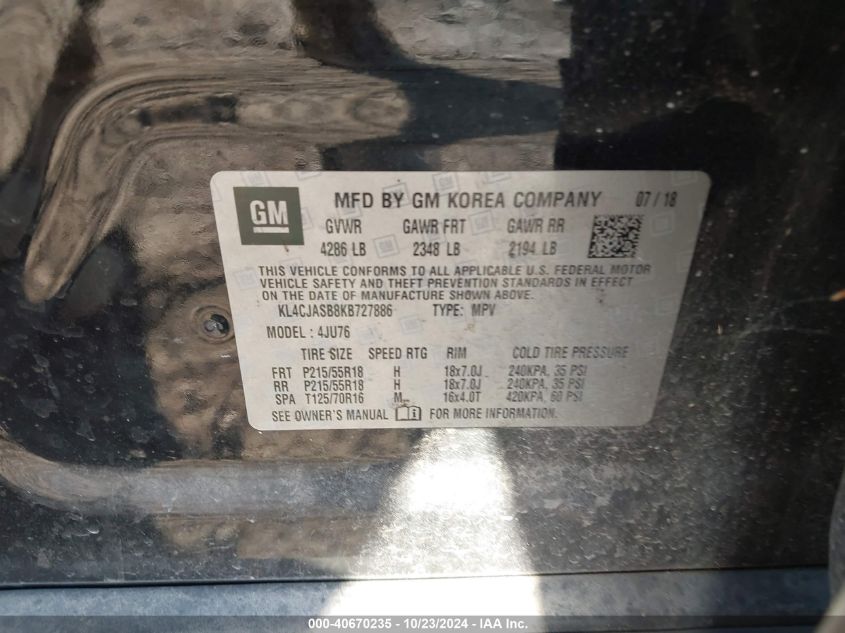 GM MFD BY GM KOREA COMPANY 07 / 18
GVWR GAWR FRT GAWR RR
4286 LB 2348 LB 2194 LB
THIS VEHICLE CONFORMS TO ALL APPLICABLE U.S. FEDERAL MOTOR
VEHICLE SAFETY AND THEFT PREVENTION STANDARDS IN EFFECT
ON THE DATE OF MANUFACTURE SHOWN ABOVE.
KL4CJASB8KB727886 TYPE: MPV
MODEL: 4JU76
TIRE SIZE SPEED RTG RIM COLD TIRE PRESSURE
FRT P215/55R18 H 18x7.0J 240KPA, 35 PSI
RR P215/55R18 H 18x7.0J 240KPA, 35 PSI
SPA T125/70R16 M 16x4.0T 420KPA, 60 PSI
SEE OWNER'S MANUAL FOR MORE INFORMATION.
000-40670235 - 10/23/2024 - IAA Inc.